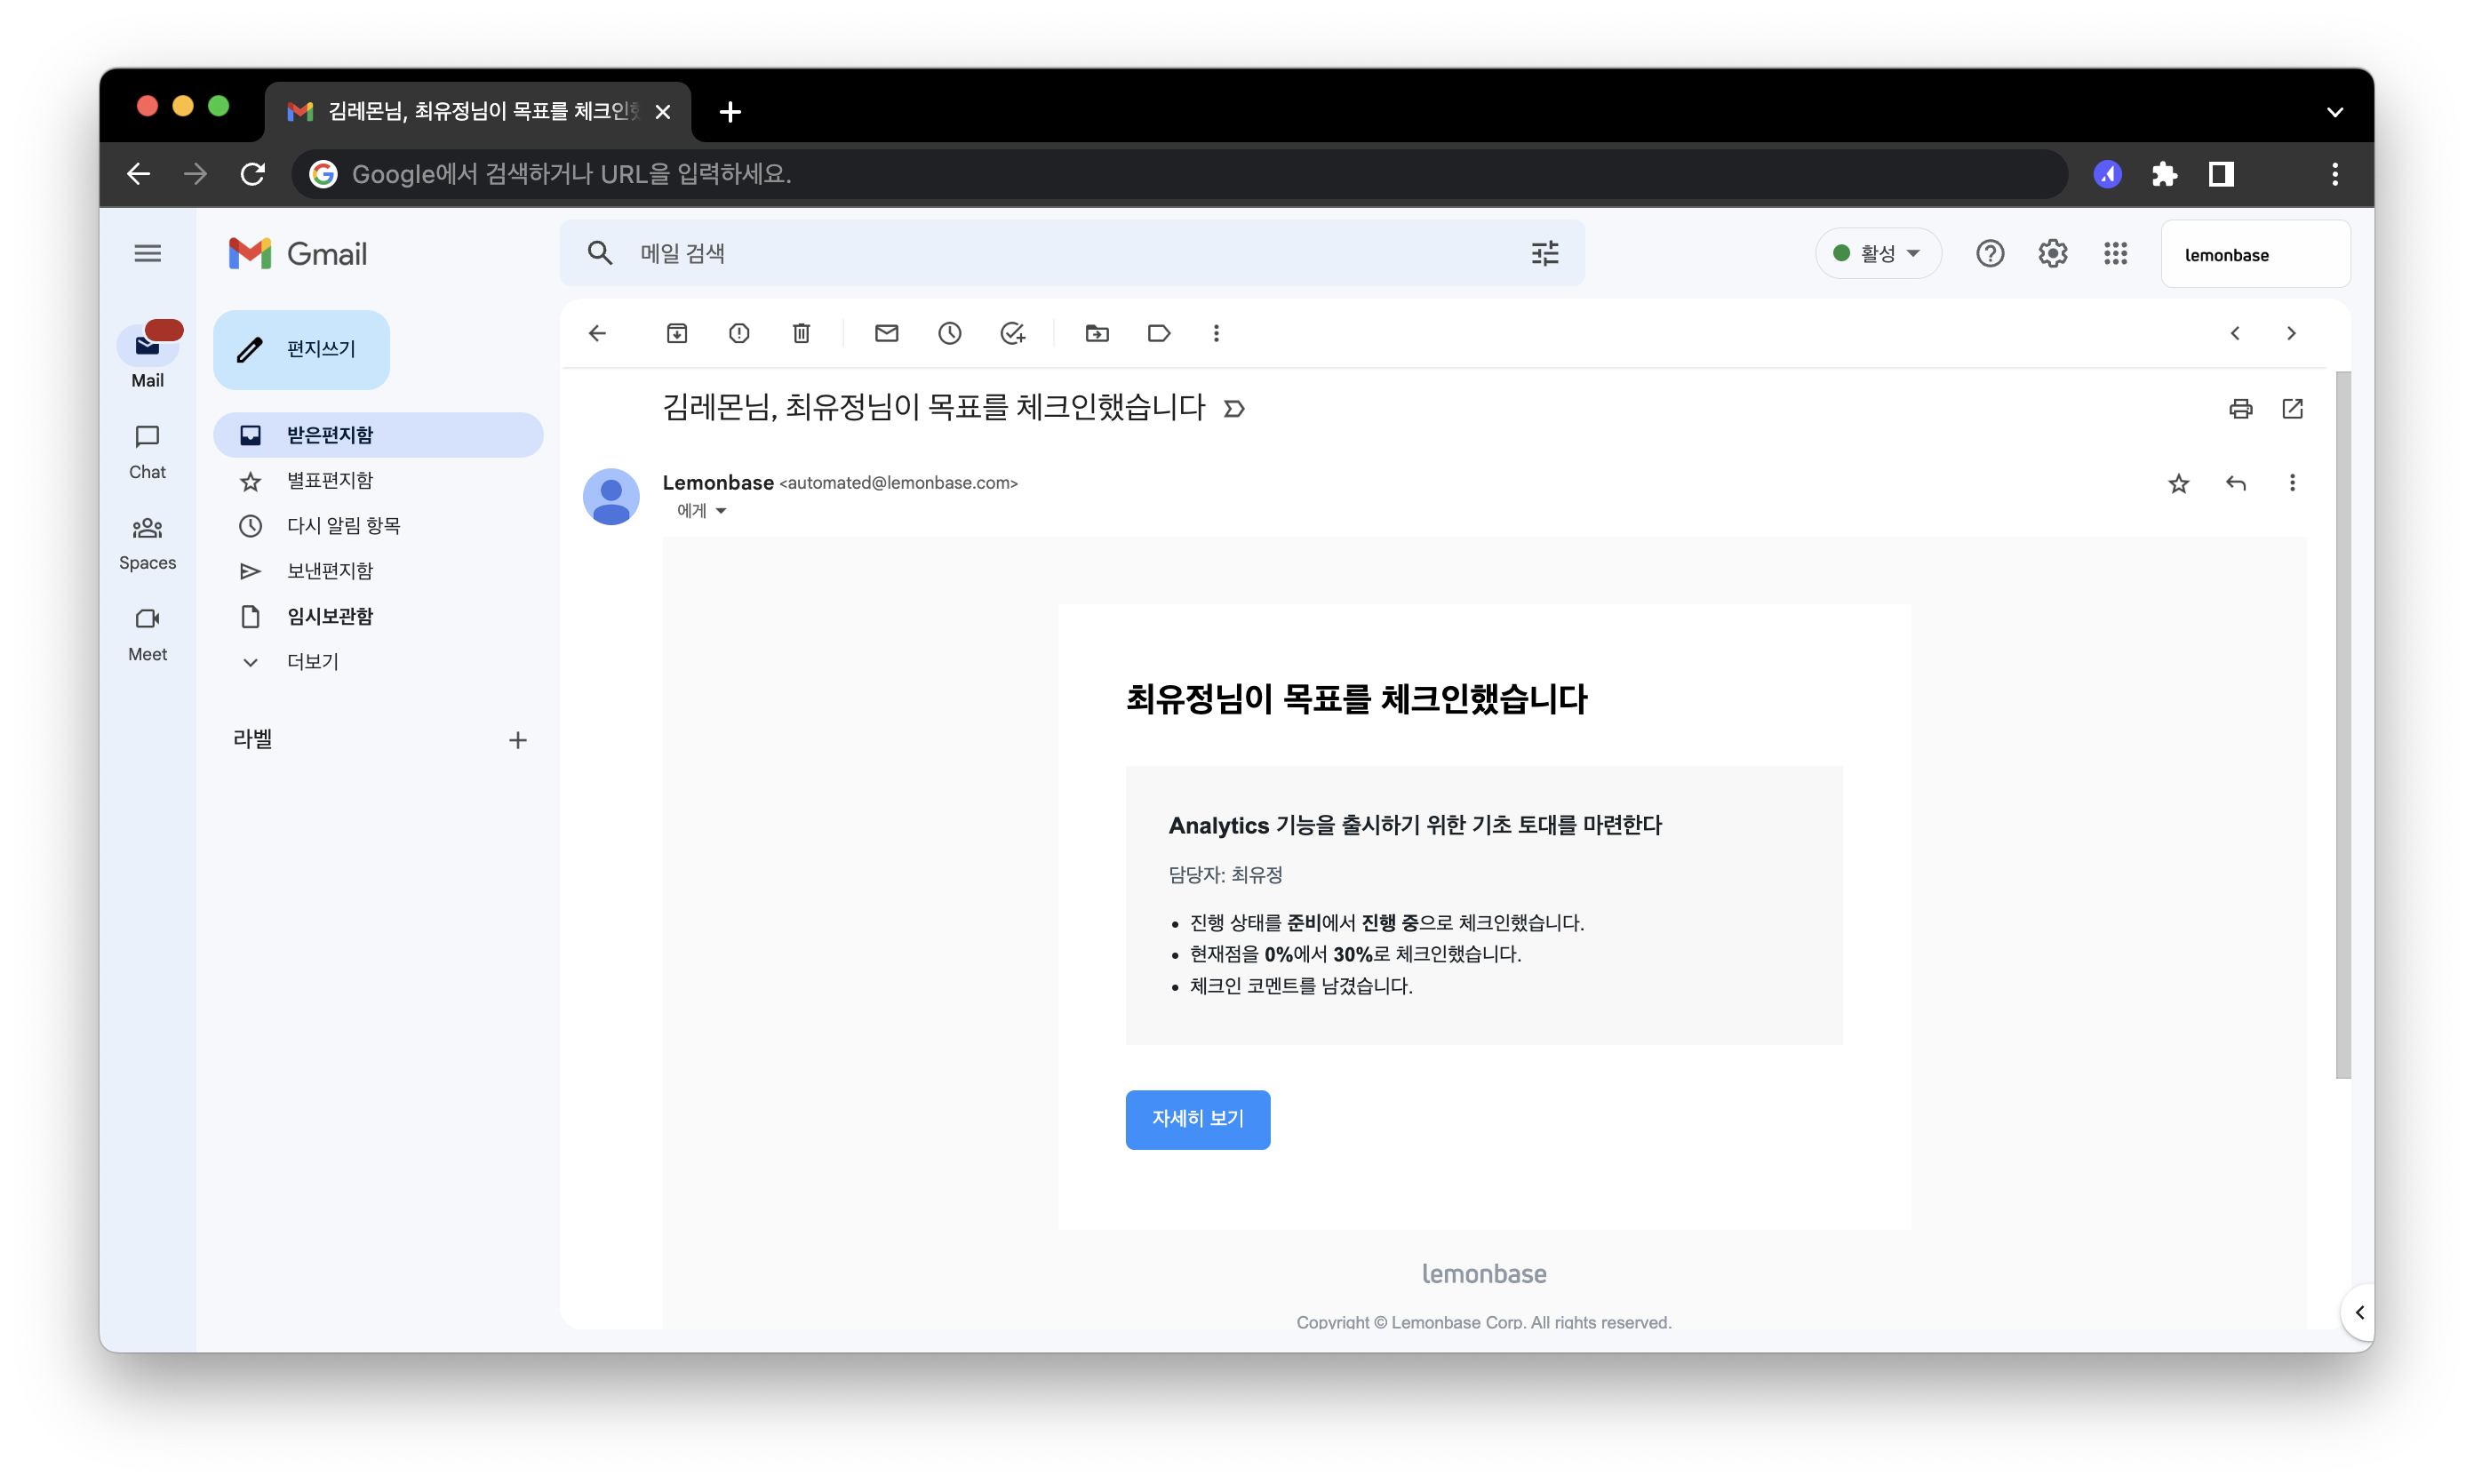 김레몬님, 최유정님이 목표를 체크인
Google에서 검색하거나 URL을 입력하세요.
Gmail
메일 검색
활성
lemonbase
Mail
Chat
Spaces
Meet
편지쓰기
받은편지함
별표편지함
다시 알림 항목
보낸편지함
임시보관함
더보기
라벨
김레몬님, 최유정님이 목표를 체크인했습니다
Lemonbase <automated@lemonbase.com>
에게
최유정님이 목표를 체크인했습니다
Analytics 기능을 출시하기 위한 기초 토대를 마련한다
담당자: 최유정
• 진행 상태를 준비에서 진행 중으로 체크인했습니다.
• 현재점을 0%에서 30%로 체크인했습니다.
• 체크인 코멘트를 남겼습니다.
자세히 보기
lemonbase
Copyright © Lemonbase Corp. All rights reserved.